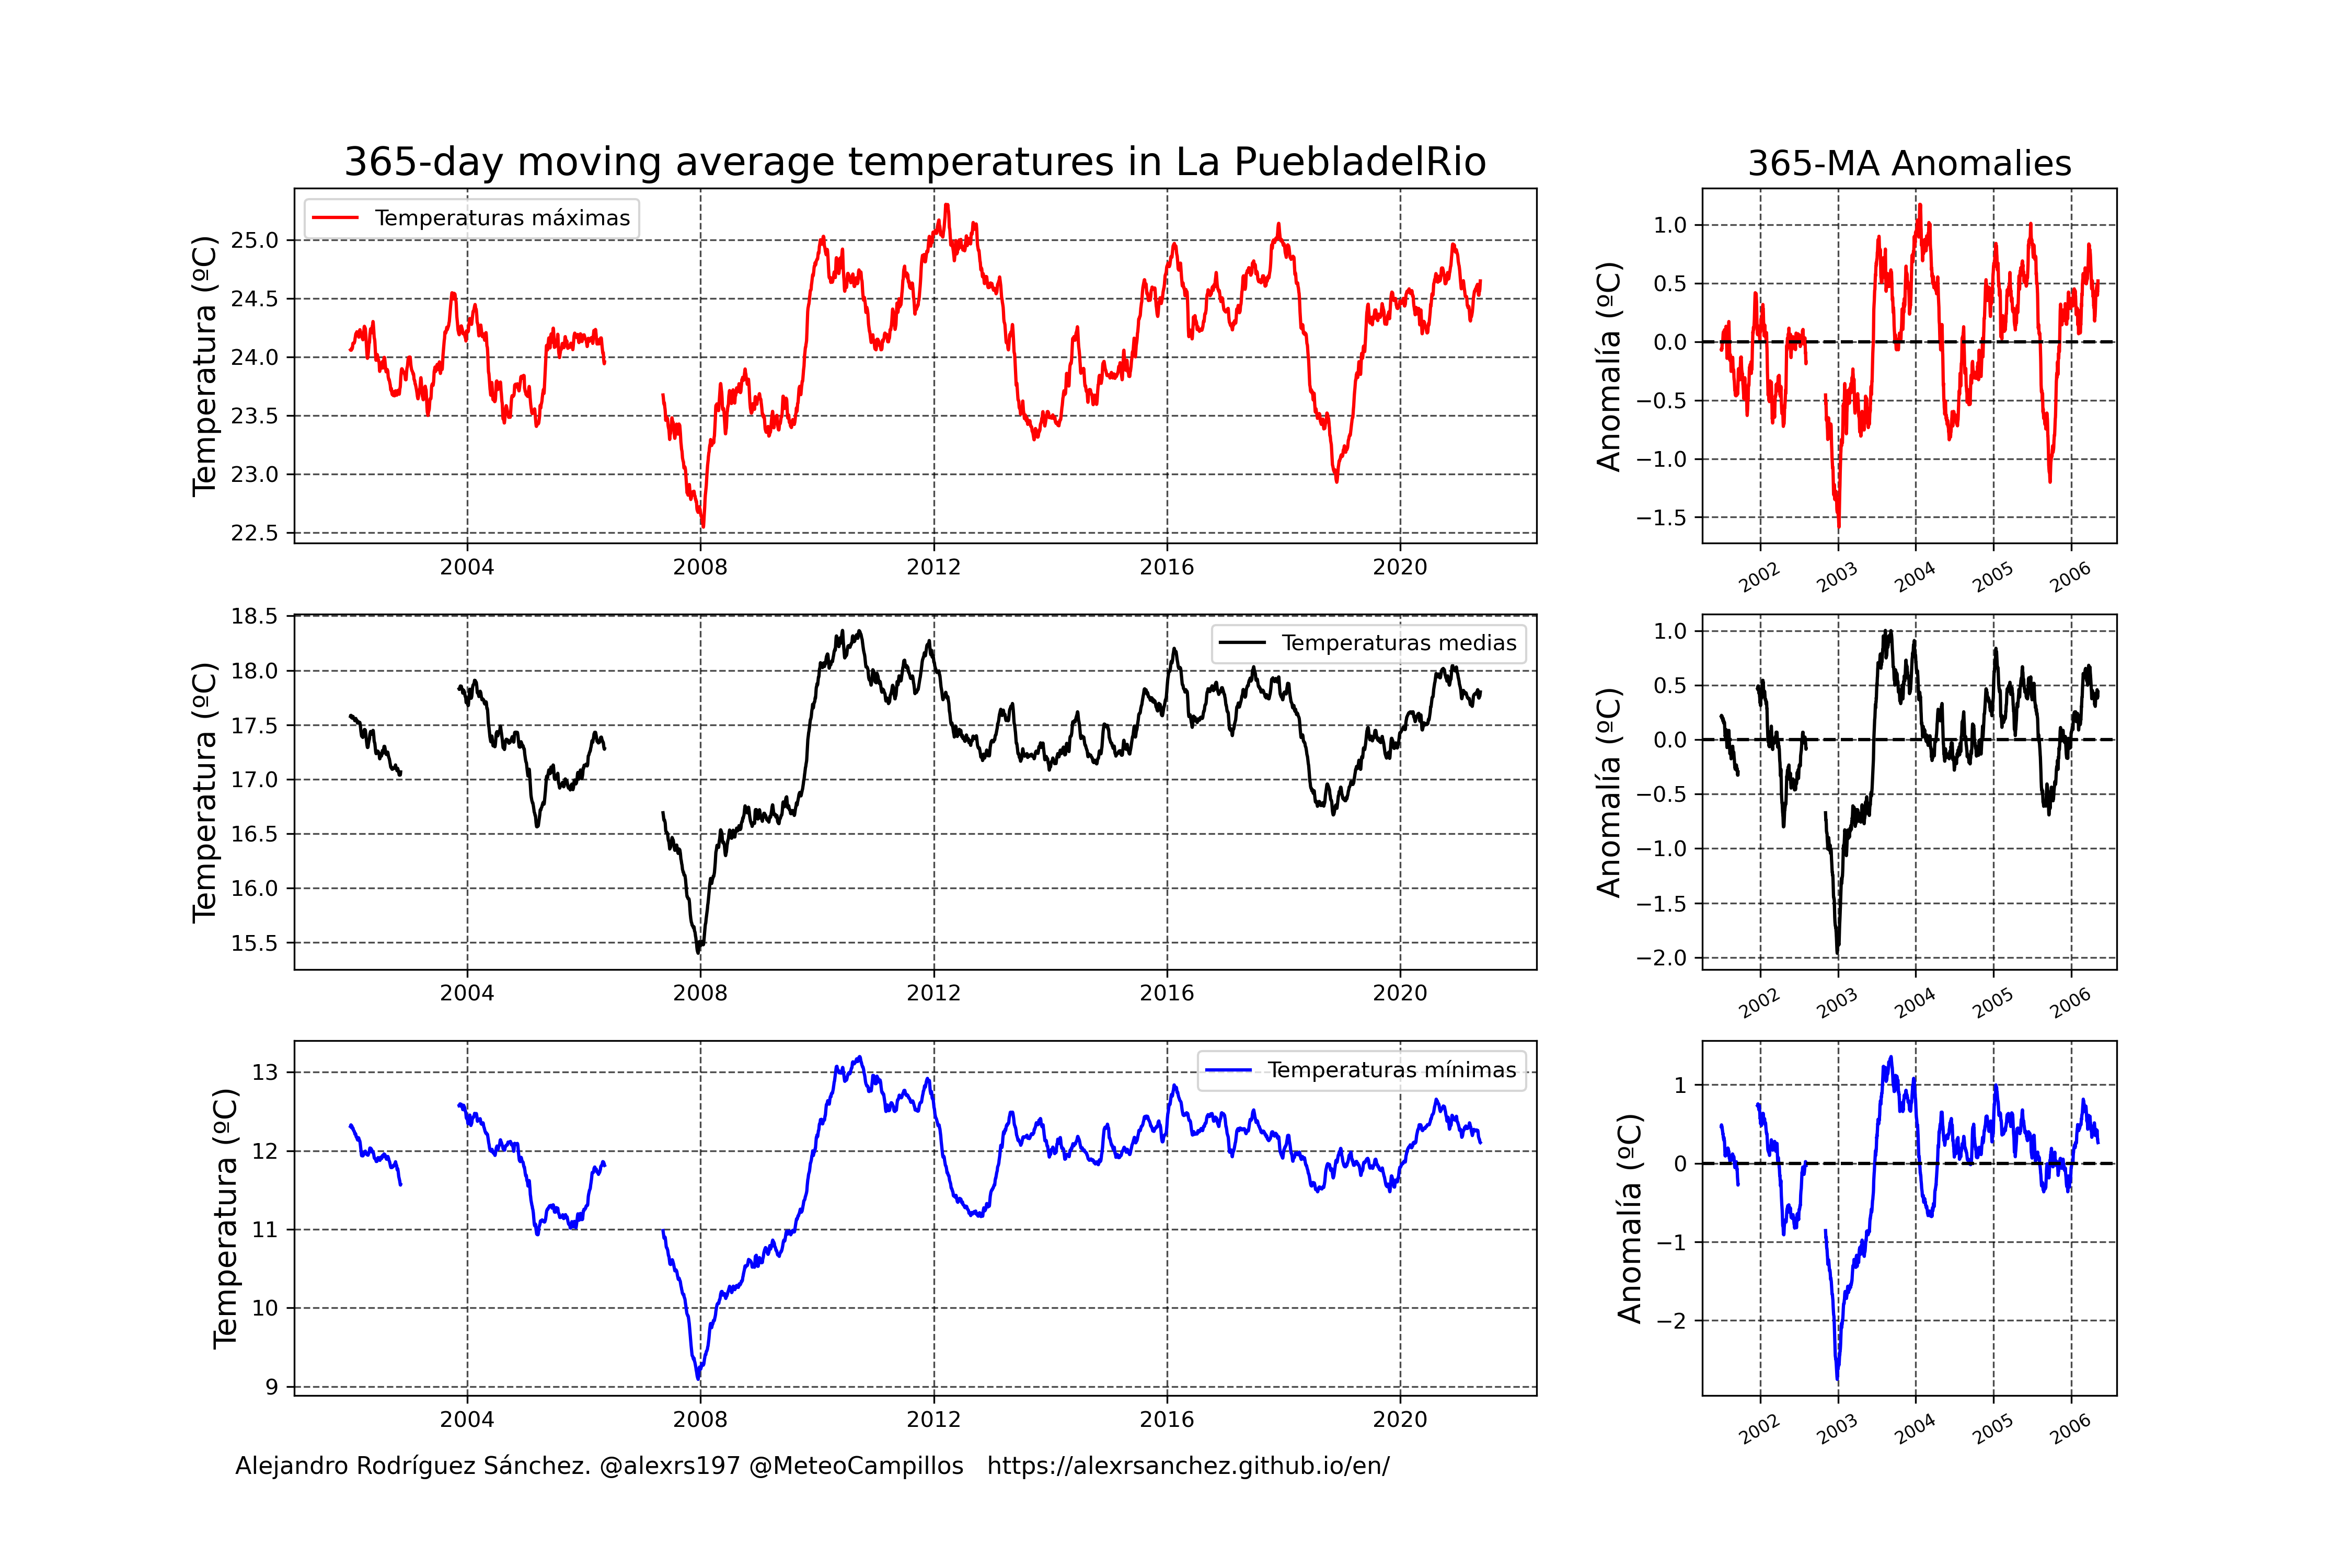 365-day moving average temperatures in La PuebladelRio
365-MA Anomalies
Temperaturas máximas
Temperatura (ºC)
25.0
24.5
24.0
23.5
23.0
22.5
2004 2008 2012 2016 2020
Anomalía (ºC)
1.0
0.5
0.0
−0.5
−1.0
−1.5
2002 2003 2004 2005 2006
Temperaturas medias
Temperatura (ºC)
18.5
18.0
17.5
17.0
16.5
16.0
15.5
2004 2008 2012 2016 2020
Anomalía (ºC)
1.0
0.5
0.0
−0.5
−1.0
−1.5
−2.0
2002 2003 2004 2005 2006
Temperaturas mínimas
Temperatura (ºC)
13
12
11
10
9
2004 2008 2012 2016 2020
Anomalía (ºC)
1
0
−1
−2
2002 2003 2004 2005 2006
Alejandro Rodríguez Sánchez. @alexrs197 @MeteoCampillos https://alexrsanchez.github.io/en/